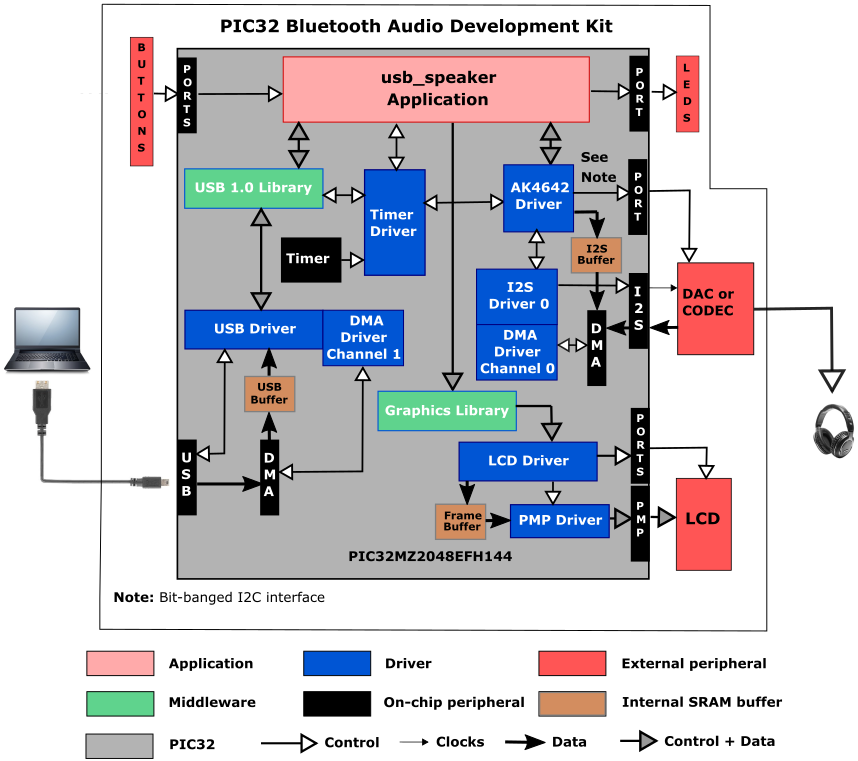 PIC32 Bluetooth Audio Development Kit
BUTTONS
PORTS
usb_speaker
Application
PORT
LEDS
USB 1.0 Library
Timer
Driver
AK4642
Driver
See
Note
PORT
Timer
I2S
Buffer
I2S
Driver 0
I2S
DAC or
CODEC
USB Driver
DMA
Driver
Channel 1
DMA
Driver
Channel 0
DMA
USB
Buffer
Graphics Library
USB
DMA
LCD Driver
PORTS
Frame
Buffer
PMP Driver
PMP
LCD
PIC32MZ2048EFH144
Note: Bit-banged I2C interface
Application
Driver
External peripheral
Middleware
On-chip peripheral
Internal SRAM buffer
PIC32
Control
Clocks
Data
Control + Data